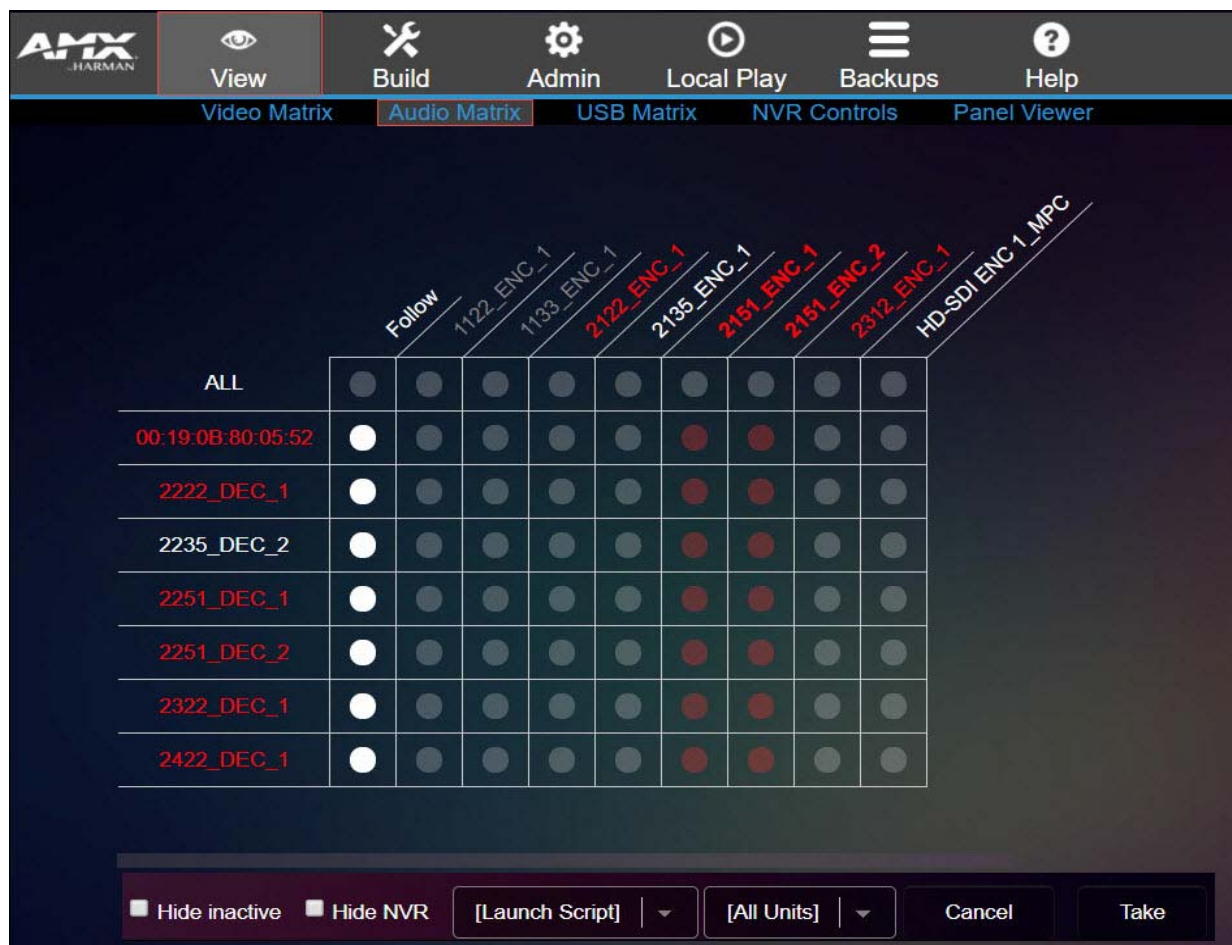 AMX
HARMAN
View
Build
Admin
Local Play
Backups
Help
Video Matrix
Audio Matrix
USB Matrix
NVR Controls
Panel Viewer
Follow
1122_ENC_1
1133_ENC_1
2122_ENC_1
2135_ENC_1
2151_ENC_1
2151_ENC_2
2312_ENC_1
HD-SDI ENC 1_MPC
ALL
00:19:0B:80:05:52
2222_DEC_1
2235_DEC_2
2251_DEC_1
2251_DEC_2
2322_DEC_1
2422_DEC_1
Hide inactive
Hide NVR
[Launch Script]
[All Units]
Cancel
Take